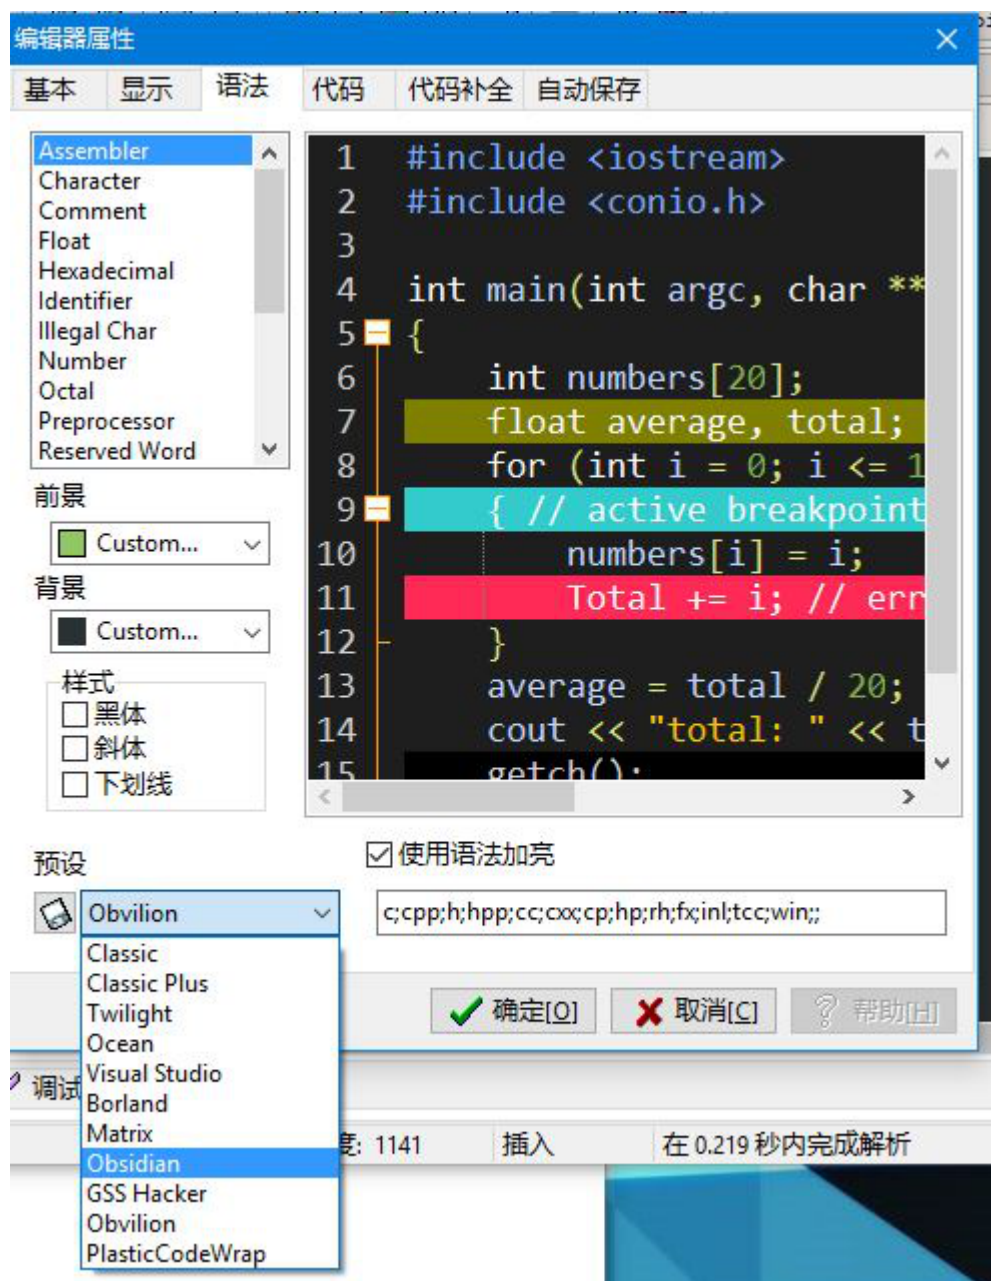 编辑器属性
基本 显示 语法 代码 代码补全 自动保存
Assembler
Character
Comment
Float
Hexadecimal
Identifier
Illegal Char
Number
Octal
Preprocessor
Reserved Word
前景
Custom...
背景
Custom...
样式
黑体
斜体
下划线
1 #include <iostream>
2 #include <conio.h>
3
4 int main(int argc, char **
5 {
6 int numbers[20];
7 float average, total;
8 for (int i = 0; i <= 1
9 { // active breakpoint
10 numbers[i] = i;
11 Total += i; // err
12 }
13 average = total / 20;
14 cout << "total: " << t
15 getch();
预设
使用语法加亮
Obvilion
c;cpp;h;hpp;cc;cxx;cp;hp;rh;fx;inl;tcc;win;;
Classic
Classic Plus
Twilight
Ocean
Visual Studio
Borland
Matrix
Obsidian
GSS Hacker
Obvilion
PlasticCodeWrap
确定[O] 取消[C] 帮助[H]
调试
度: 1141 插入 在 0.219 秒内完成解析